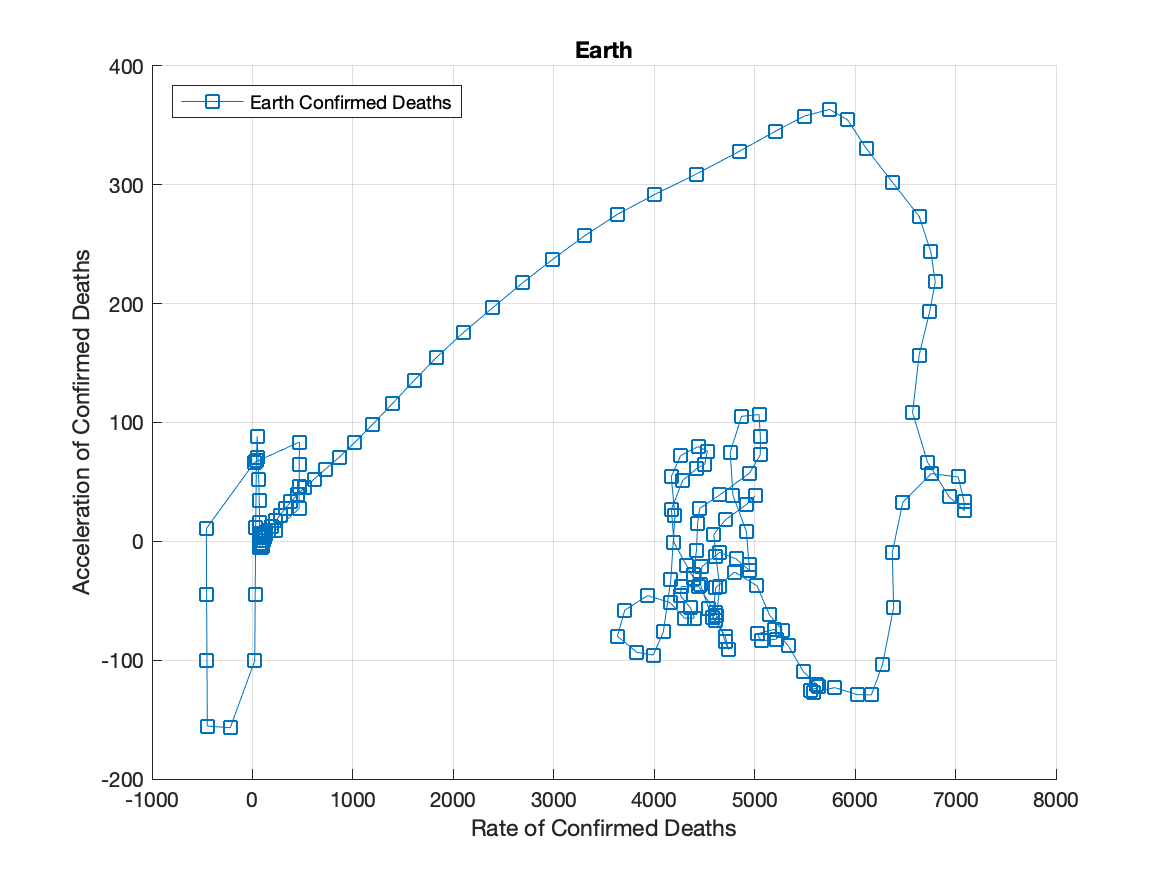 Earth
400
Earth Confirmed Deaths
300
200
100
0
-100
-200
Acceleration of Confirmed Deaths
-1000 0 1000 2000 3000 4000 5000 6000 7000 8000
Rate of Confirmed Deaths